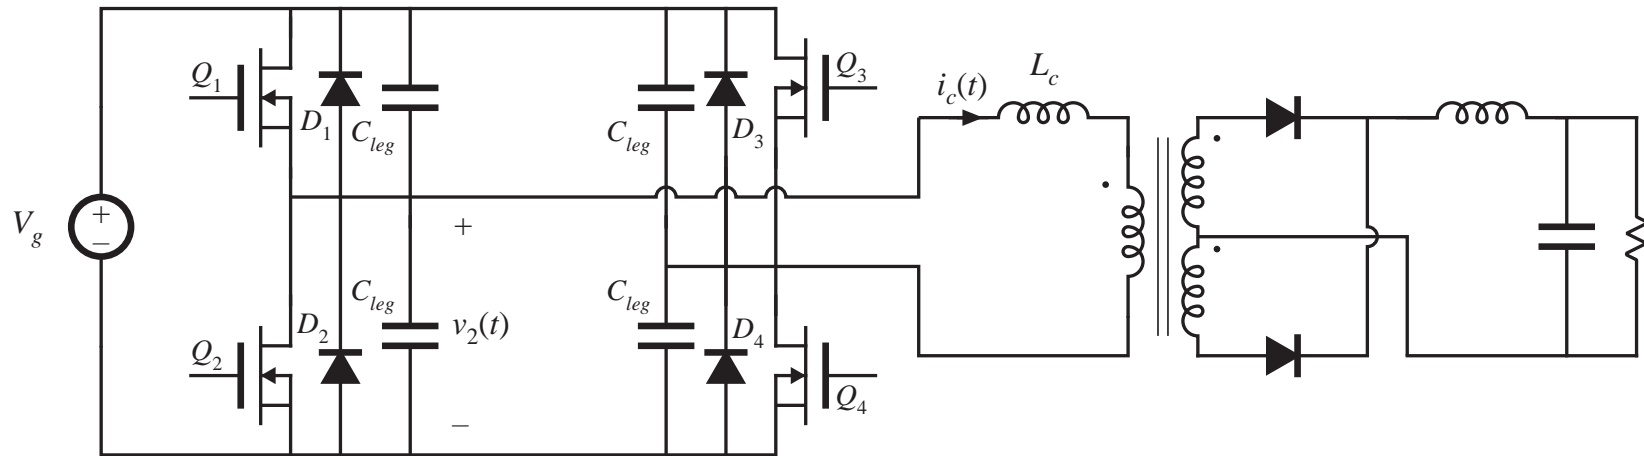 Q1
D1
Cleg
Cleg
D3
Q3
ic(t)
Lc
Vg
+
−
+
Q2
D2
Cleg
v2(t)
Cleg
D4
Q4
−